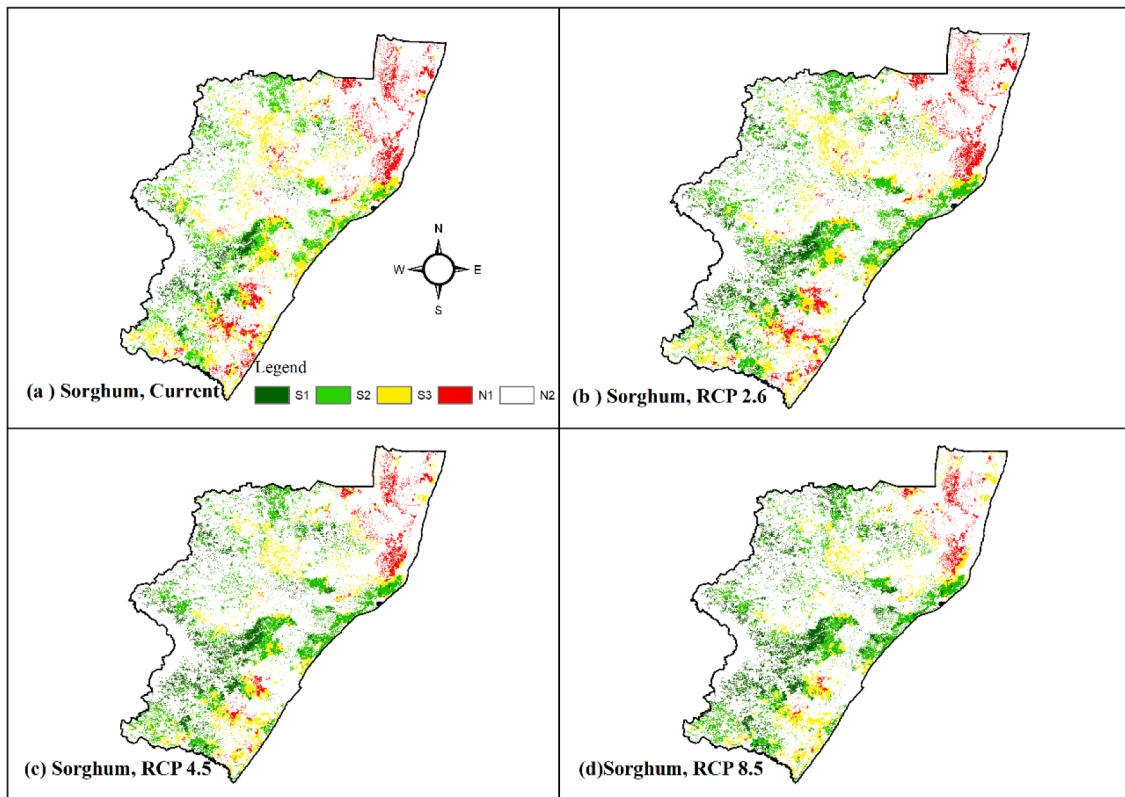 N
W E
S
Legend
(a ) Sorghum, Current S1 S2 S3 N1 N2
(b ) Sorghum, RCP 2.6
(c) Sorghum, RCP 4.5
(d)Sorghum, RCP 8.5